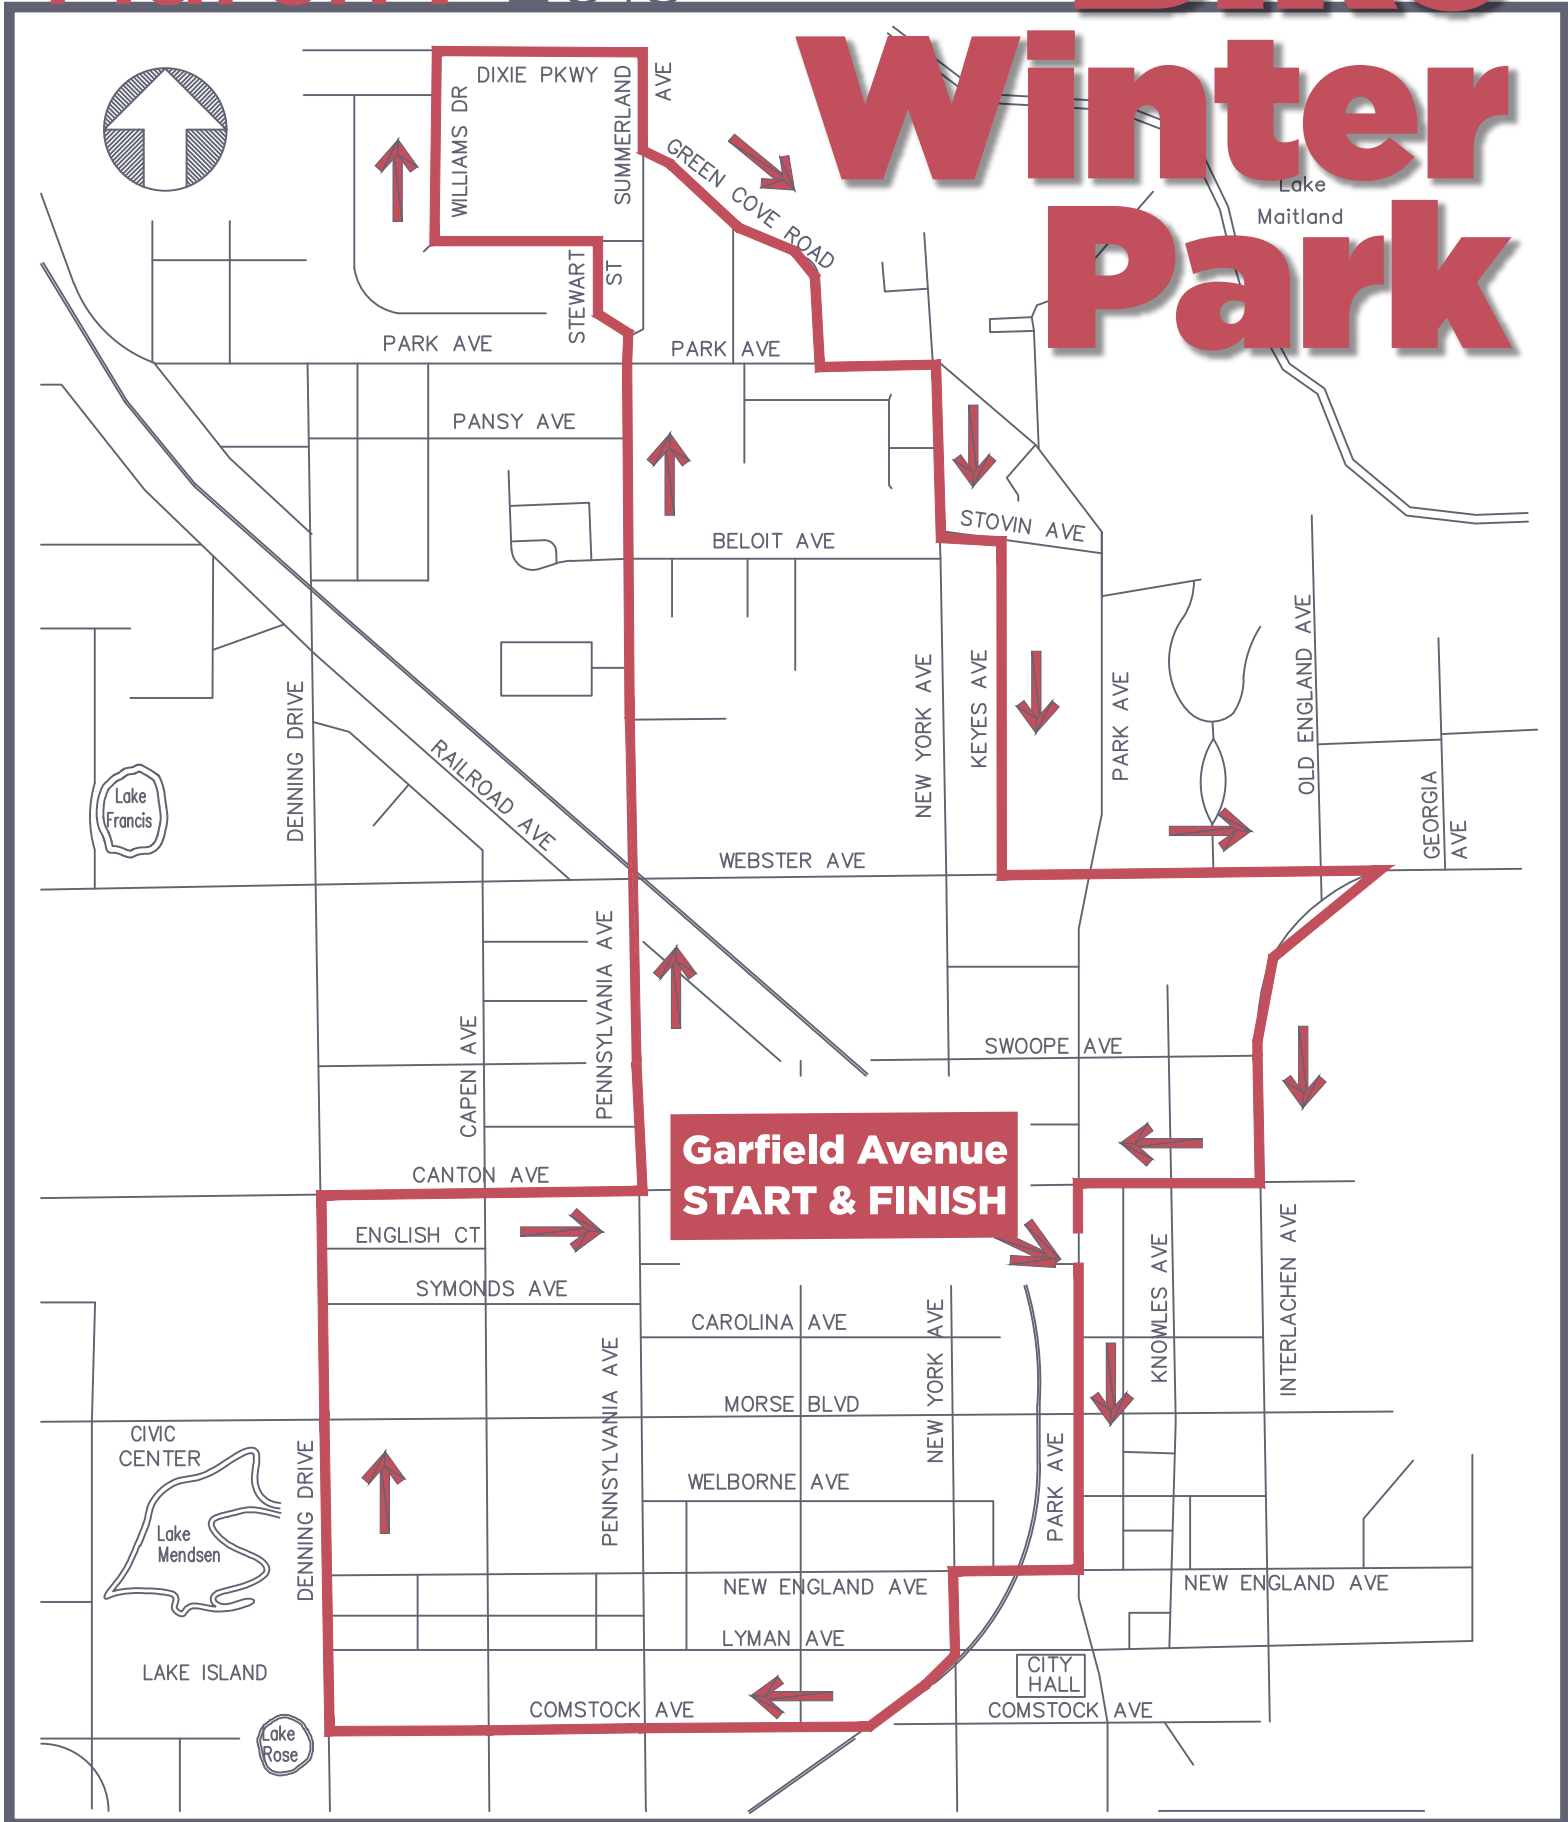 Winter
Park
Lake
Maitland
DIXIE PKWY
WILLIAMS DR
SUMMERLAND
AVE
GREEN COVE ROAD
STEWART
ST
PARK AVE
PARK AVE
PANSY AVE
STOVIN AVE
BELOIT AVE
NEW YORK AVE
KEYES AVE
PARK AVE
OLD ENGLAND AVE
GEORGIA
AVE
DENNING DRIVE
RAILROAD AVE
Lake
Francis
WEBSTER AVE
PENNSYLVANIA AVE
CAPEN AVE
SWOOPE AVE
Garfield Avenue
START & FINISH
CANTON AVE
ENGLISH CT
SYMONDS AVE
KNOWLES AVE
INTERLACHEN AVE
CAROLINA AVE
NEW YORK AVE
PENNSYLVANIA AVE
MORSE BLVD
CIVIC
CENTER
DENNING DRIVE
PARK AVE
WELBORNE AVE
Lake
Mendsen
NEW ENGLAND AVE
NEW ENGLAND AVE
LYMAN AVE
LAKE ISLAND
CITY
HALL
COMSTOCK AVE
COMSTOCK AVE
Lake
Rose